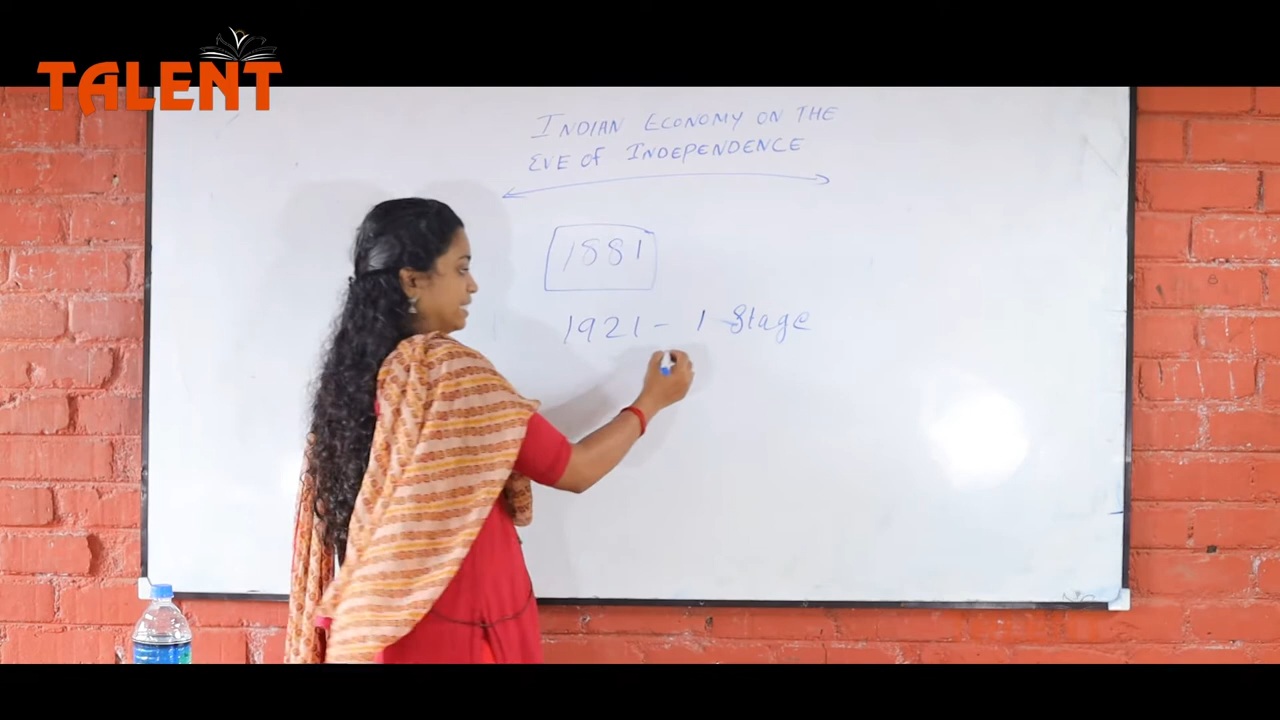 TALENT
INDIAN ECONOMY ON THE
EVE of INDEPENDENCE
1881
1921 - 1 Stage